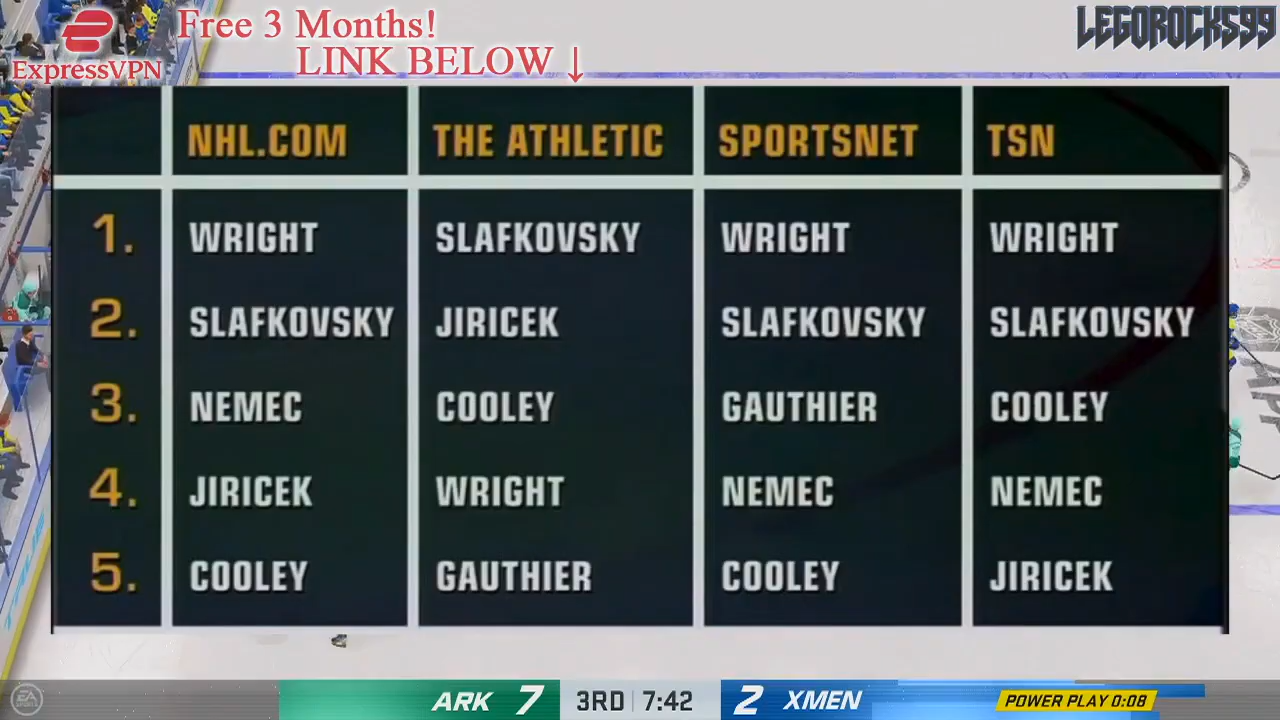 Free 3 Months!
LINK BELOW ↓
ExpressVPN
LEGOROCKS99
NHL.COM THE ATHLETIC SPORTSNET TSN
1. WRIGHT SLAFKOVSKY WRIGHT WRIGHT
2. SLAFKOVSKY JIRICEK SLAFKOVSKY SLAFKOVSKY
3. NEMEC COOLEY GAUTHIER COOLEY
4. JIRICEK WRIGHT NEMEC NEMEC
5. COOLEY GAUTHIER COOLEY JIRICEK
EA SPORTS ARK 7 3RD 7:42 2 XMEN POWER PLAY 0:08